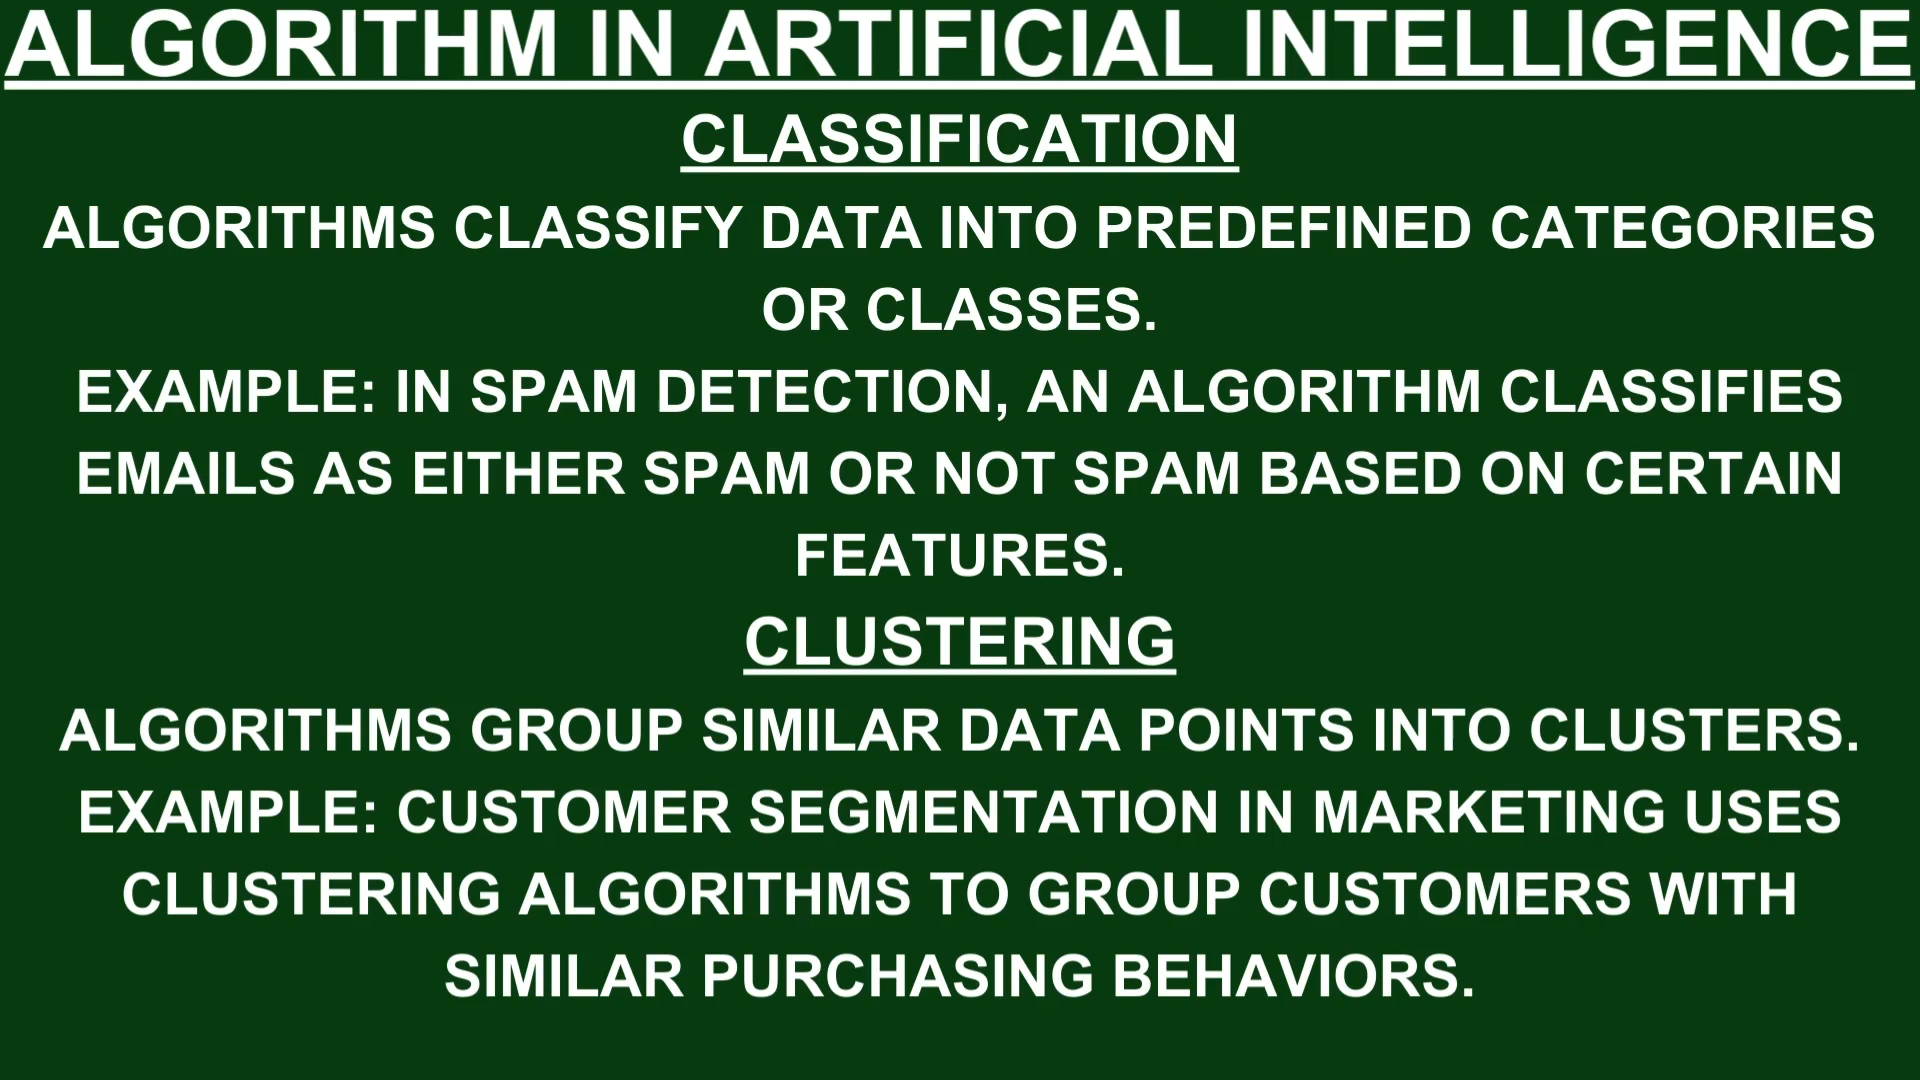 ALGORITHM IN ARTIFICIAL INTELLIGENCE
CLASSIFICATION
ALGORITHMS CLASSIFY DATA INTO PREDEFINED CATEGORIES
OR CLASSES.
EXAMPLE: IN SPAM DETECTION, AN ALGORITHM CLASSIFIES
EMAILS AS EITHER SPAM OR NOT SPAM BASED ON CERTAIN
FEATURES.
CLUSTERING
ALGORITHMS GROUP SIMILAR DATA POINTS INTO CLUSTERS.
EXAMPLE: CUSTOMER SEGMENTATION IN MARKETING USES
CLUSTERING ALGORITHMS TO GROUP CUSTOMERS WITH
SIMILAR PURCHASING BEHAVIORS.